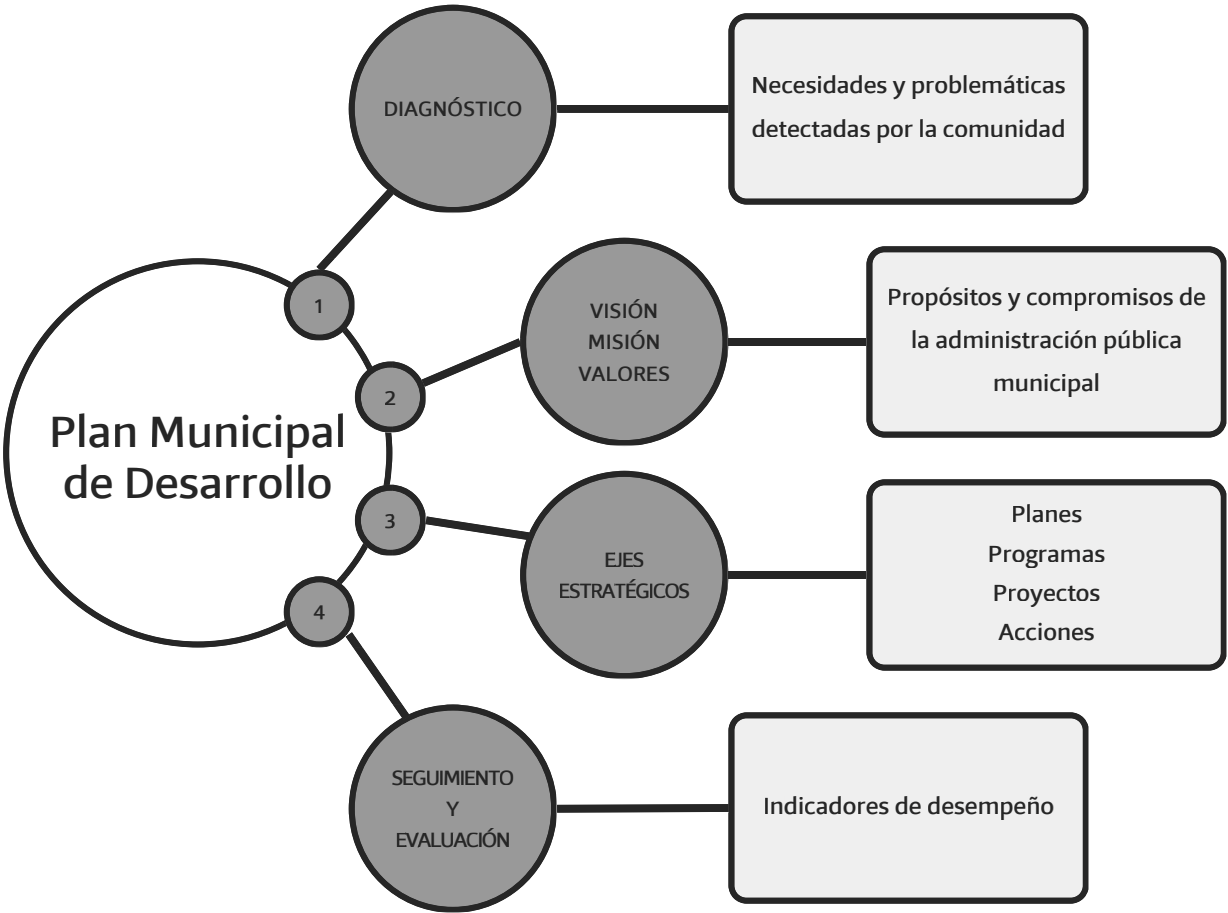 Plan Municipal
de Desarrollo
1
DIAGNÓSTICO
Necesidades y problemáticas
detectadas por la comunidad
2
VISIÓN
MISIÓN
VALORES
Propósitos y compromisos de
la administración pública
municipal
3
EJES
ESTRATÉGICOS
Planes
Programas
Proyectos
Acciones
4
SEGUIMIENTO
Y
EVALUACIÓN
Indicadores de desempeño